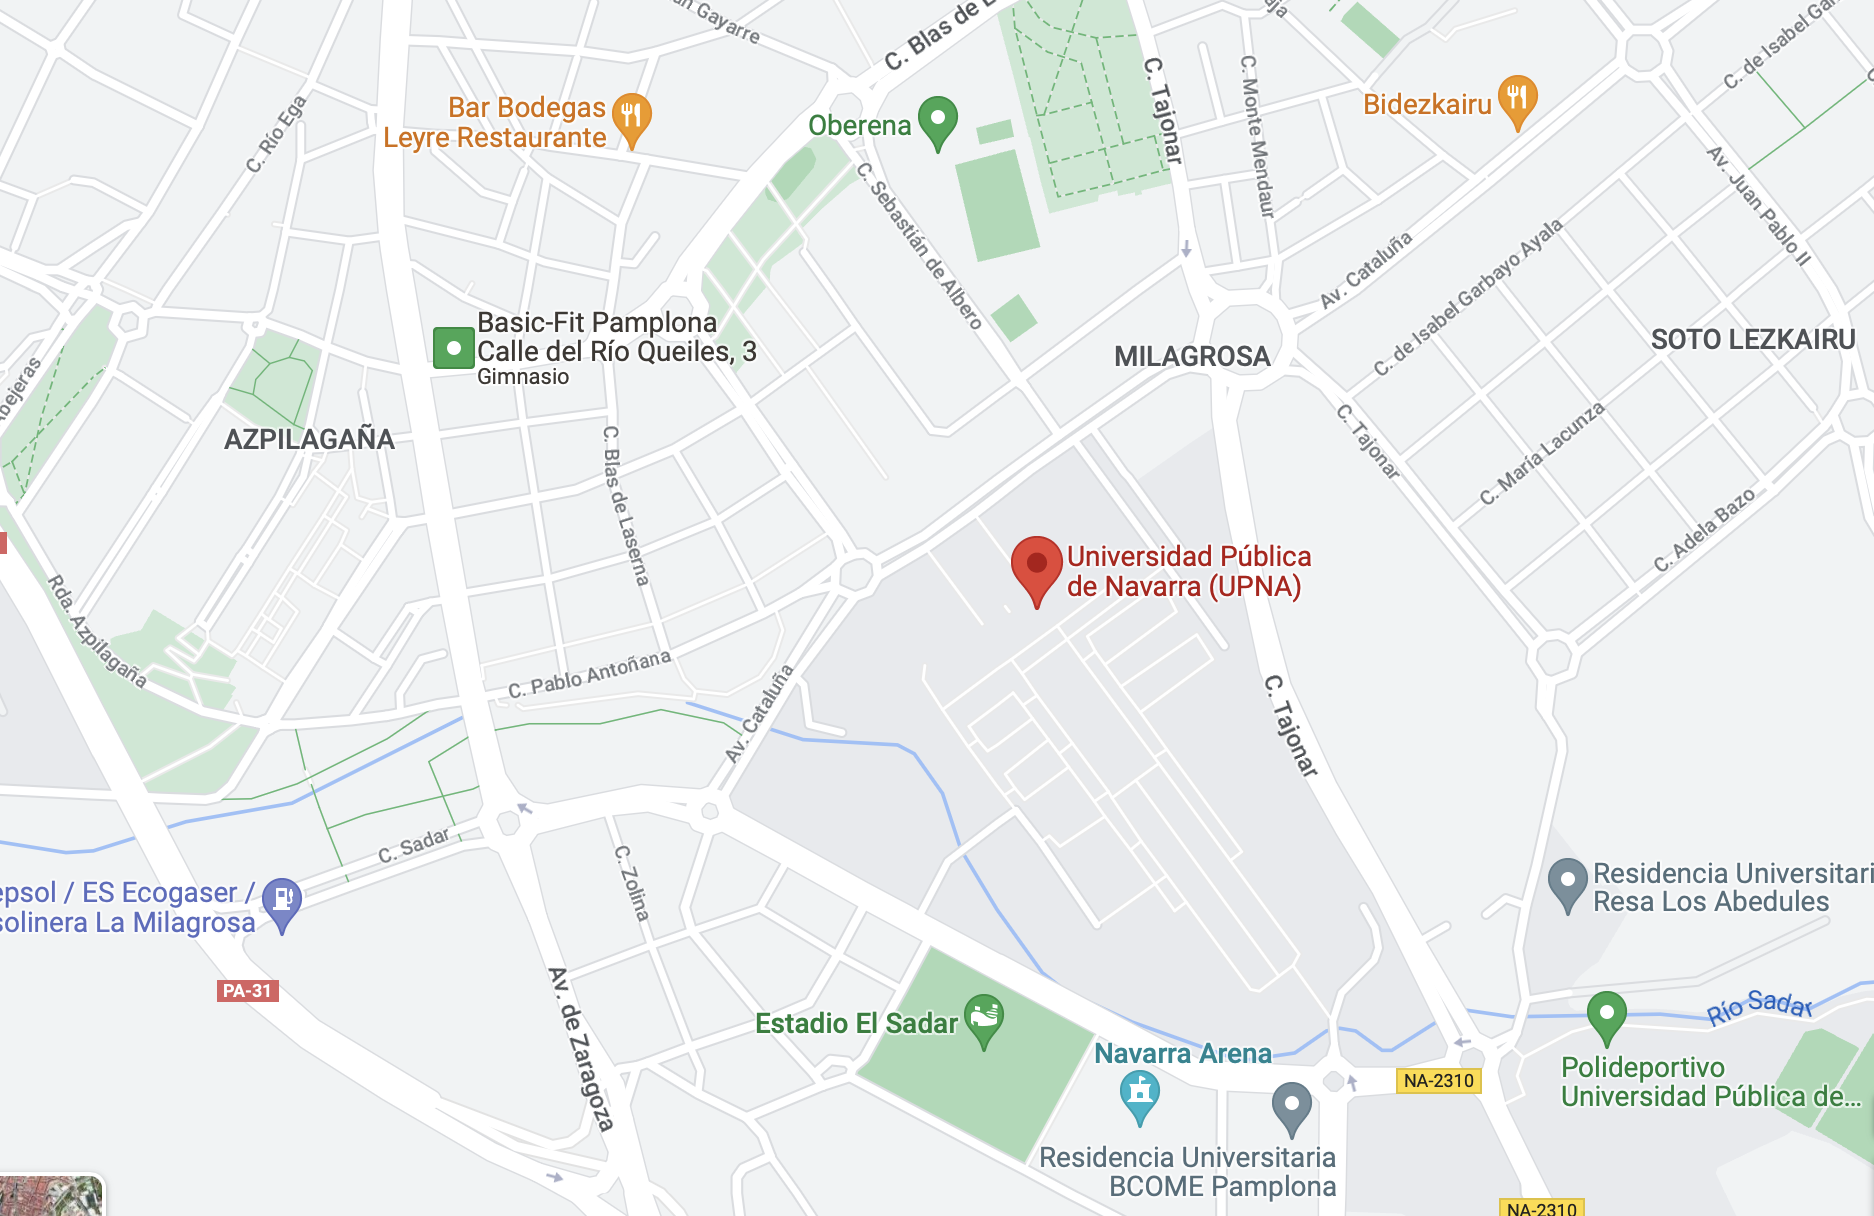 C. Blas de L
C. Tajonar
C. Monte Mendaur
C. de Isabel Gar
C. Río Ega
Bar Bodegas
Leyre Restaurante
Oberena
Bidezkairu
C. Sebastián de Albero
Av. Juan Pablo II
Av. Cataluña
C. de Isabel Garbayo Ayala
Basic-Fit Pamplona
Calle del Río Queiles, 3
Gimnasio
MILAGROSA
SOTO LEZKAIRU
AZPILAGAÑA
C. Tajonar
C. María Lacunza
C. Blas de Laserna
C. Adela Bazo
Universidad Pública
de Navarra (UPNA)
Rda. Azpilagaña
C. Pablo Antoñana
Av. Cataluña
C. Tajonar
C. Sadar
C. Zolina
epsol / ES Ecogaser /
solinera La Milagrosa
Residencia Universitari
Resa Los Abedules
PA-31
Av. de Zaragoza
Estadio El Sadar
Río Sadar
Navarra Arena
NA-2310
Polideportivo
Universidad Pública de...
Residencia Universitaria
BCOME Pamplona
NA-2310